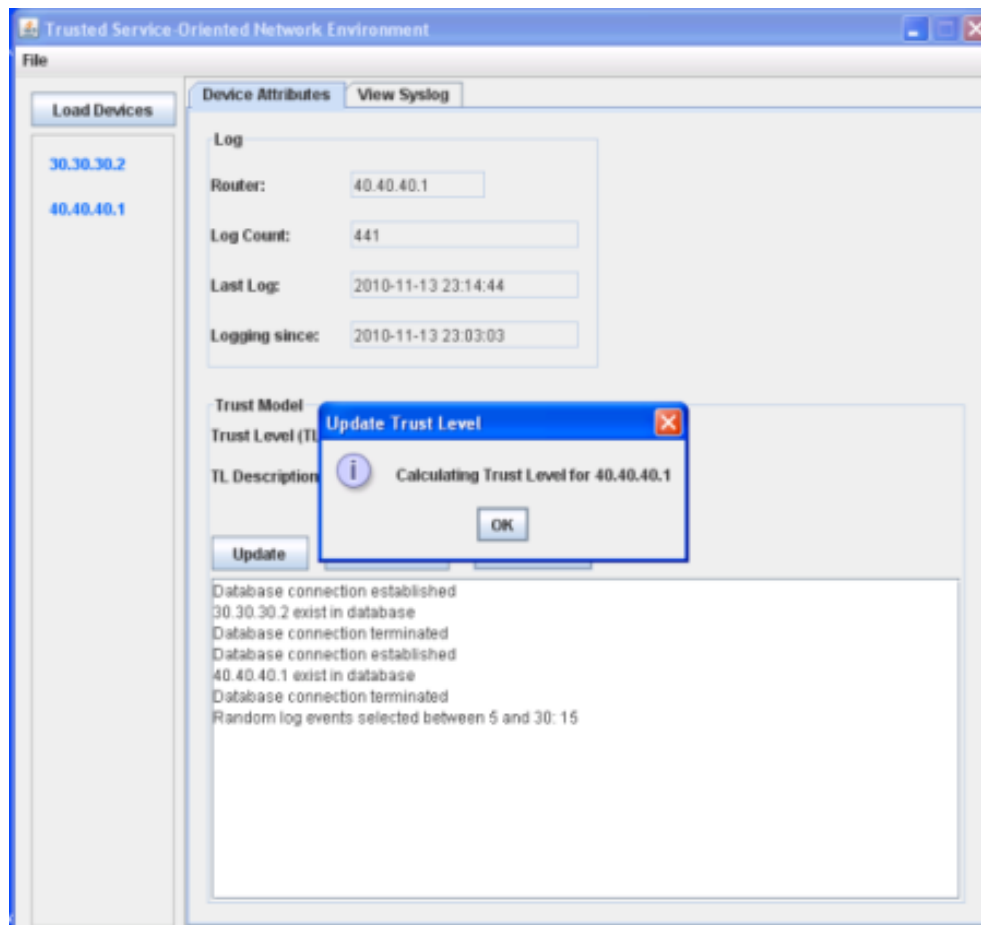 Trusted Service-Oriented Network Environment
File
Load Devices
30.30.30.2
40.40.40.1
Device Attributes
View Syslog
Log
Router: 40.40.40.1
Log Count: 441
Last Log: 2010-11-13 23:14:44
Logging since: 2010-11-13 23:03:03
Trust Model
Trust Level (TL
TL Description
Update Trust Level
Calculating Trust Level for 40.40.40.1
OK
Update
Database connection established
30.30.30.2 exist in database
Database connection terminated
Database connection established
40.40.40.1 exist in database
Database connection terminated
Random log events selected between 5 and 30: 15